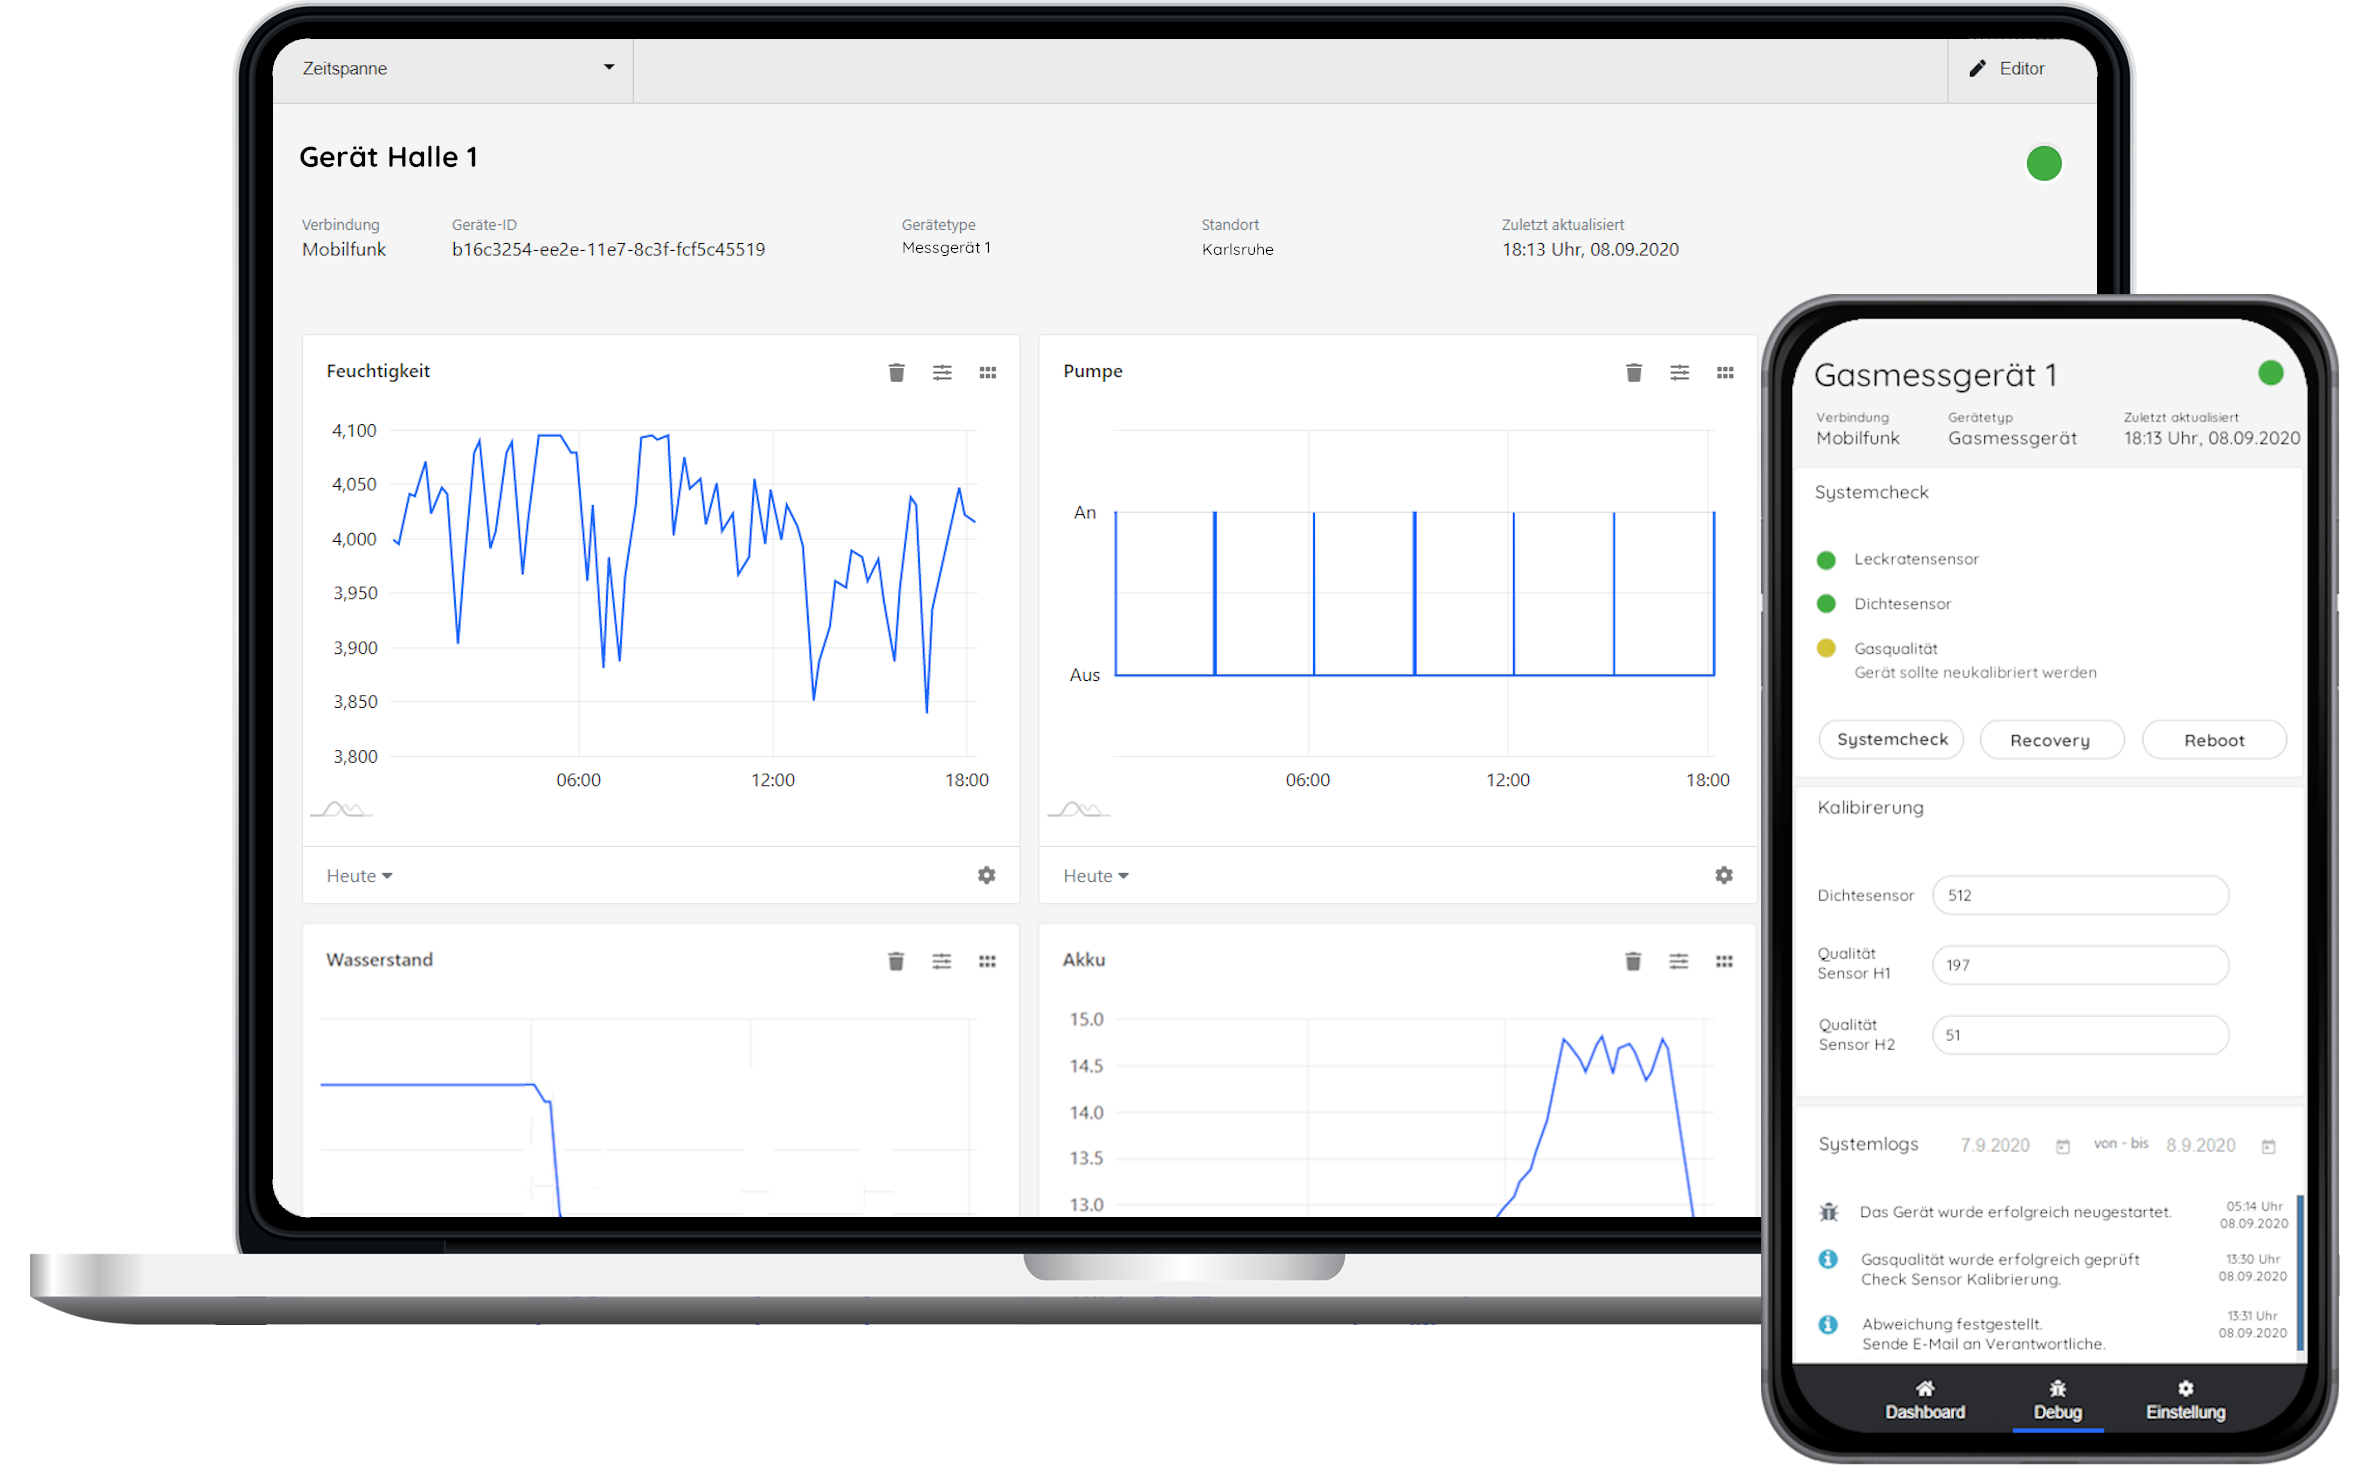 Zeitspanne
Editor
Gerät Halle 1
Verbindung Geräte-ID Gerätetype Standort Zuletzt aktualisiert
Mobilfunk b16c3254-ee2e-11e7-8c3f-fcf5c45519 Messgerät 1 Karlsruhe 18:13 Uhr, 08.09.2020
Feuchtigkeit
4,100
4,050
4,000
3,950
3,900
3,850
3,800
06:00 12:00 18:00
Heute
Pumpe
An
Aus
06:00 12:00 18:00
Heute
Wasserstand
Akku
15.0
14.5
14.0
13.5
13.0
Gasmessgerät 1
Verbindung Gerätetyp Zuletzt aktualisiert
Mobilfunk Gasmessgerät 18:13 Uhr, 08.09.2020
Systemcheck
Leckratensensor
Dichtesensor
Gasqualität
Gerät sollte neukalibriert werden
Systemcheck Recovery Reboot
Kalibirerung
Dichtesensor 512
Qualität
Sensor H1 197
Qualität
Sensor H2 51
Systemlogs 7.9.2020 von - bis 8.9.2020
Das Gerät wurde erfolgreich neugestartet. 05:14 Uhr
08.09.2020
Gasqualität wurde erfolgreich geprüft 13:30 Uhr
Check Sensor Kalibrierung. 08.09.2020
Abweichung festgestellt. 13:31 Uhr
Sende E-Mail an Verantwortliche. 08.09.2020
Dashboard Debug Einstellung